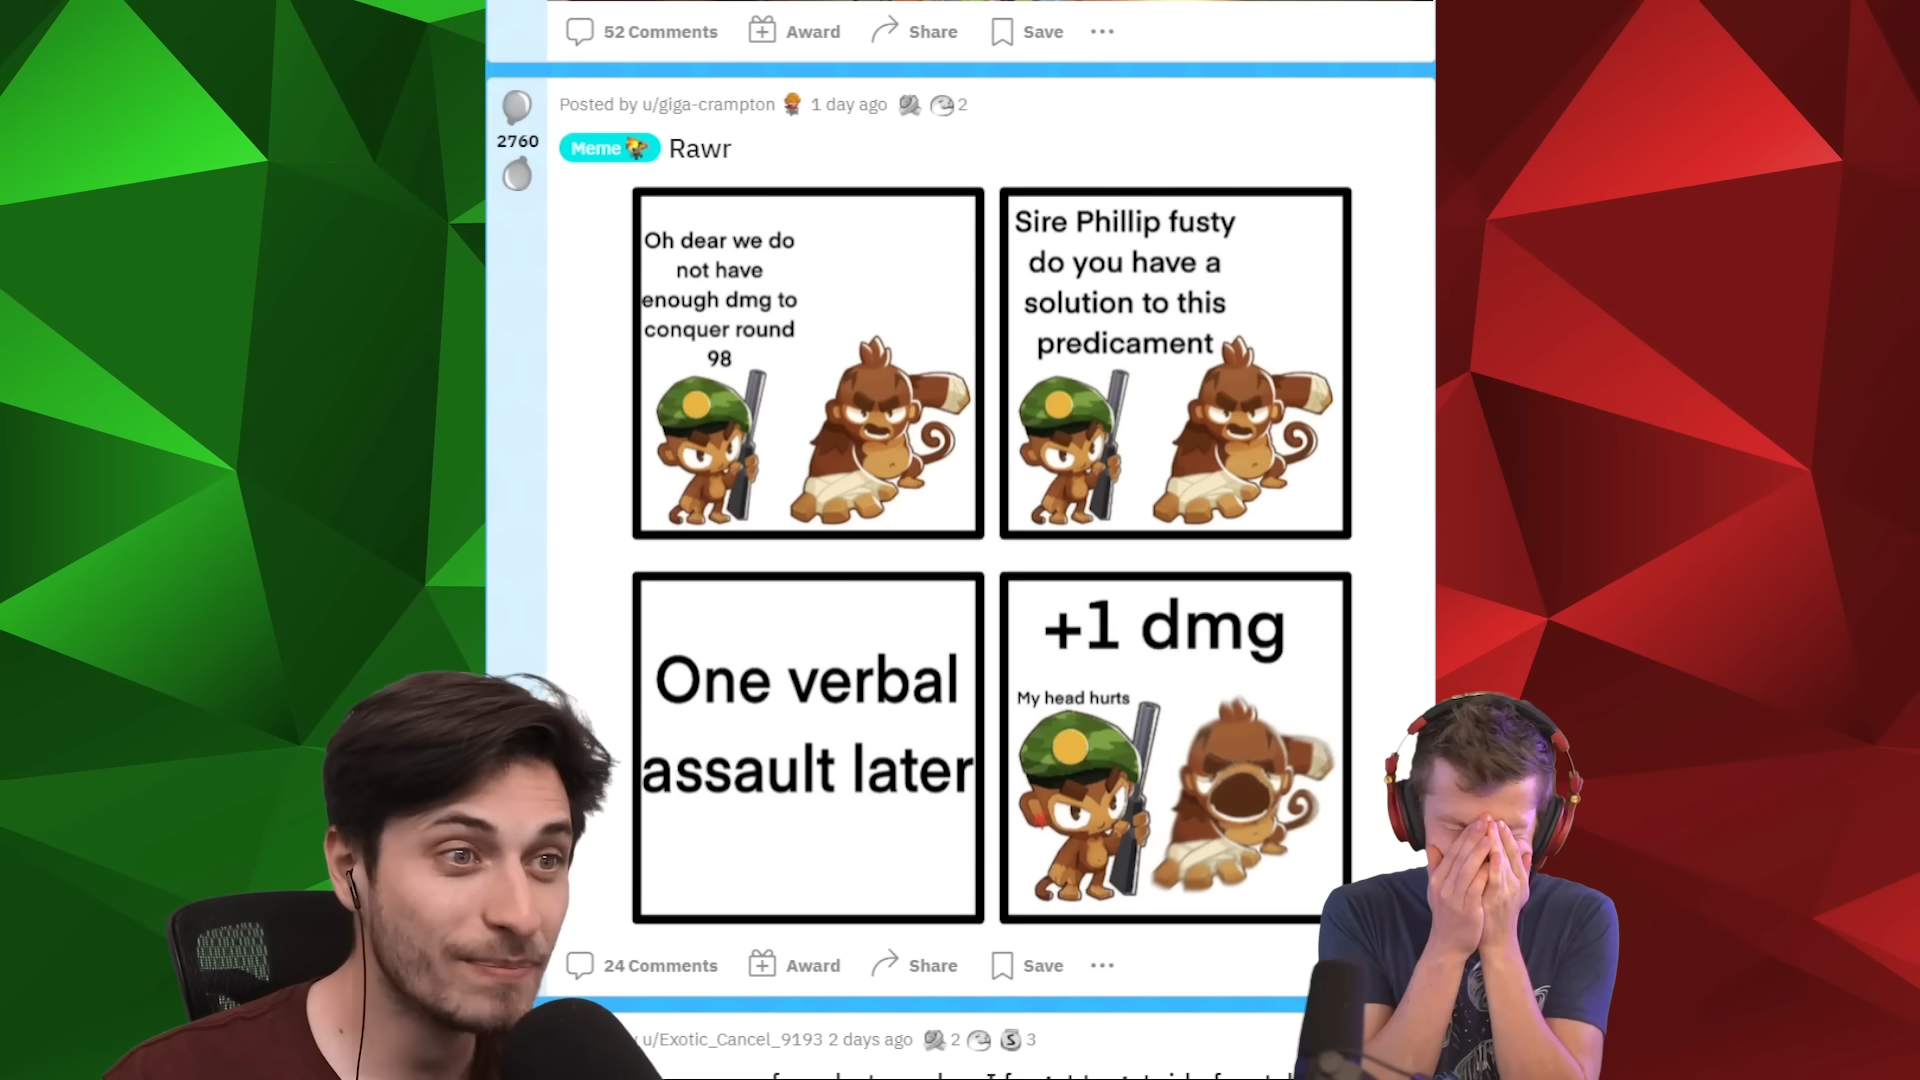 52 Comments Award Share Save
Posted by u/giga-crampton 1 day ago 2
2760
Meme Rawr
Oh dear we do
not have
enough dmg to
conquer round
98
Sire Phillip fusty
do you have a
solution to this
predicament
One verbal
assault later
+1 dmg
My head hurts
24 Comments Award Share Save
u/Exotic_Cancel_9193 2 days ago 2 S 3